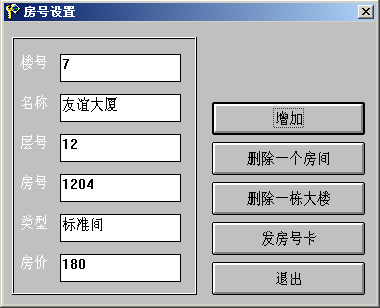 房号设置
楼号 7
名称 友谊大厦
层号 12
房号 1204
类型 标准间
房价 180
增加
删除一个房间
删除一栋大楼
发房号卡
退出